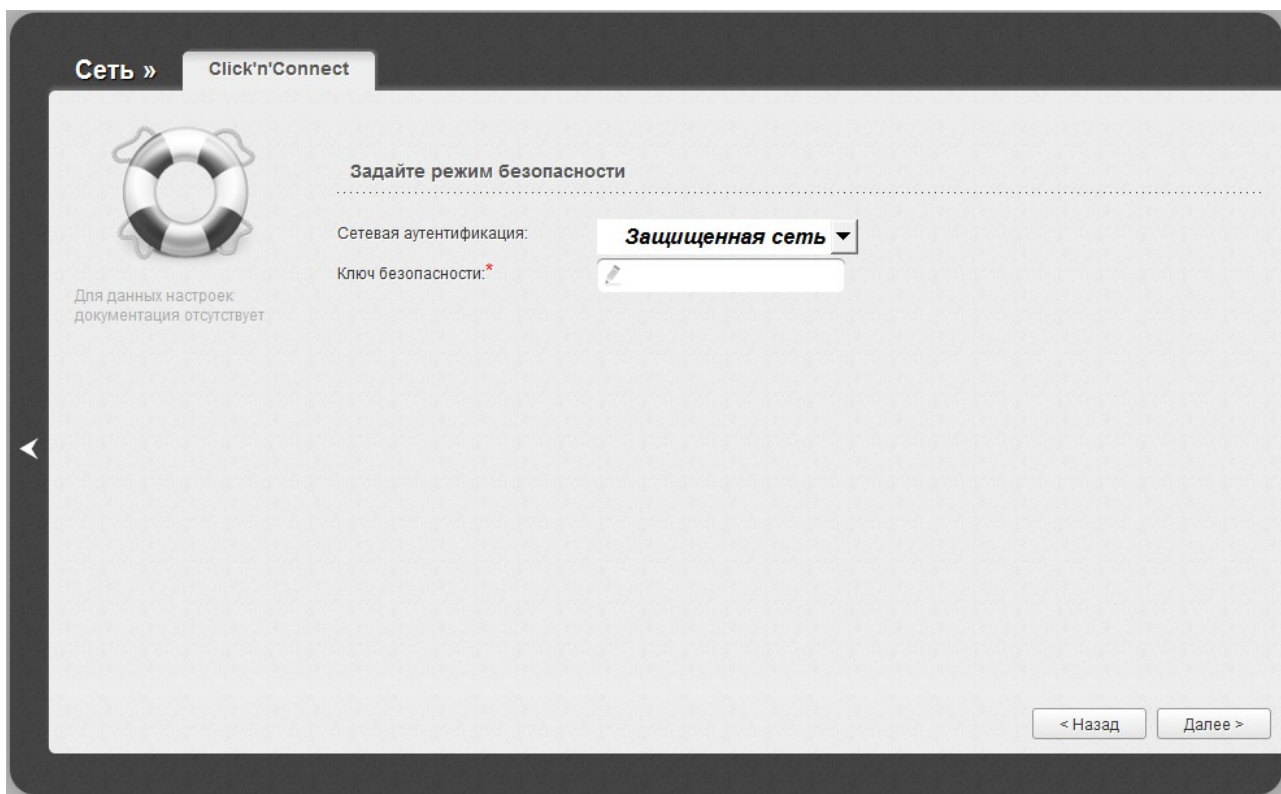 Сеть »
Click'n'Connect
Задайте режим безопасности
Сетевая аутентификация:
Защищенная сеть
Ключ безопасности:*
Для данных настроек
документация отсутствует
< Назад
Далее >